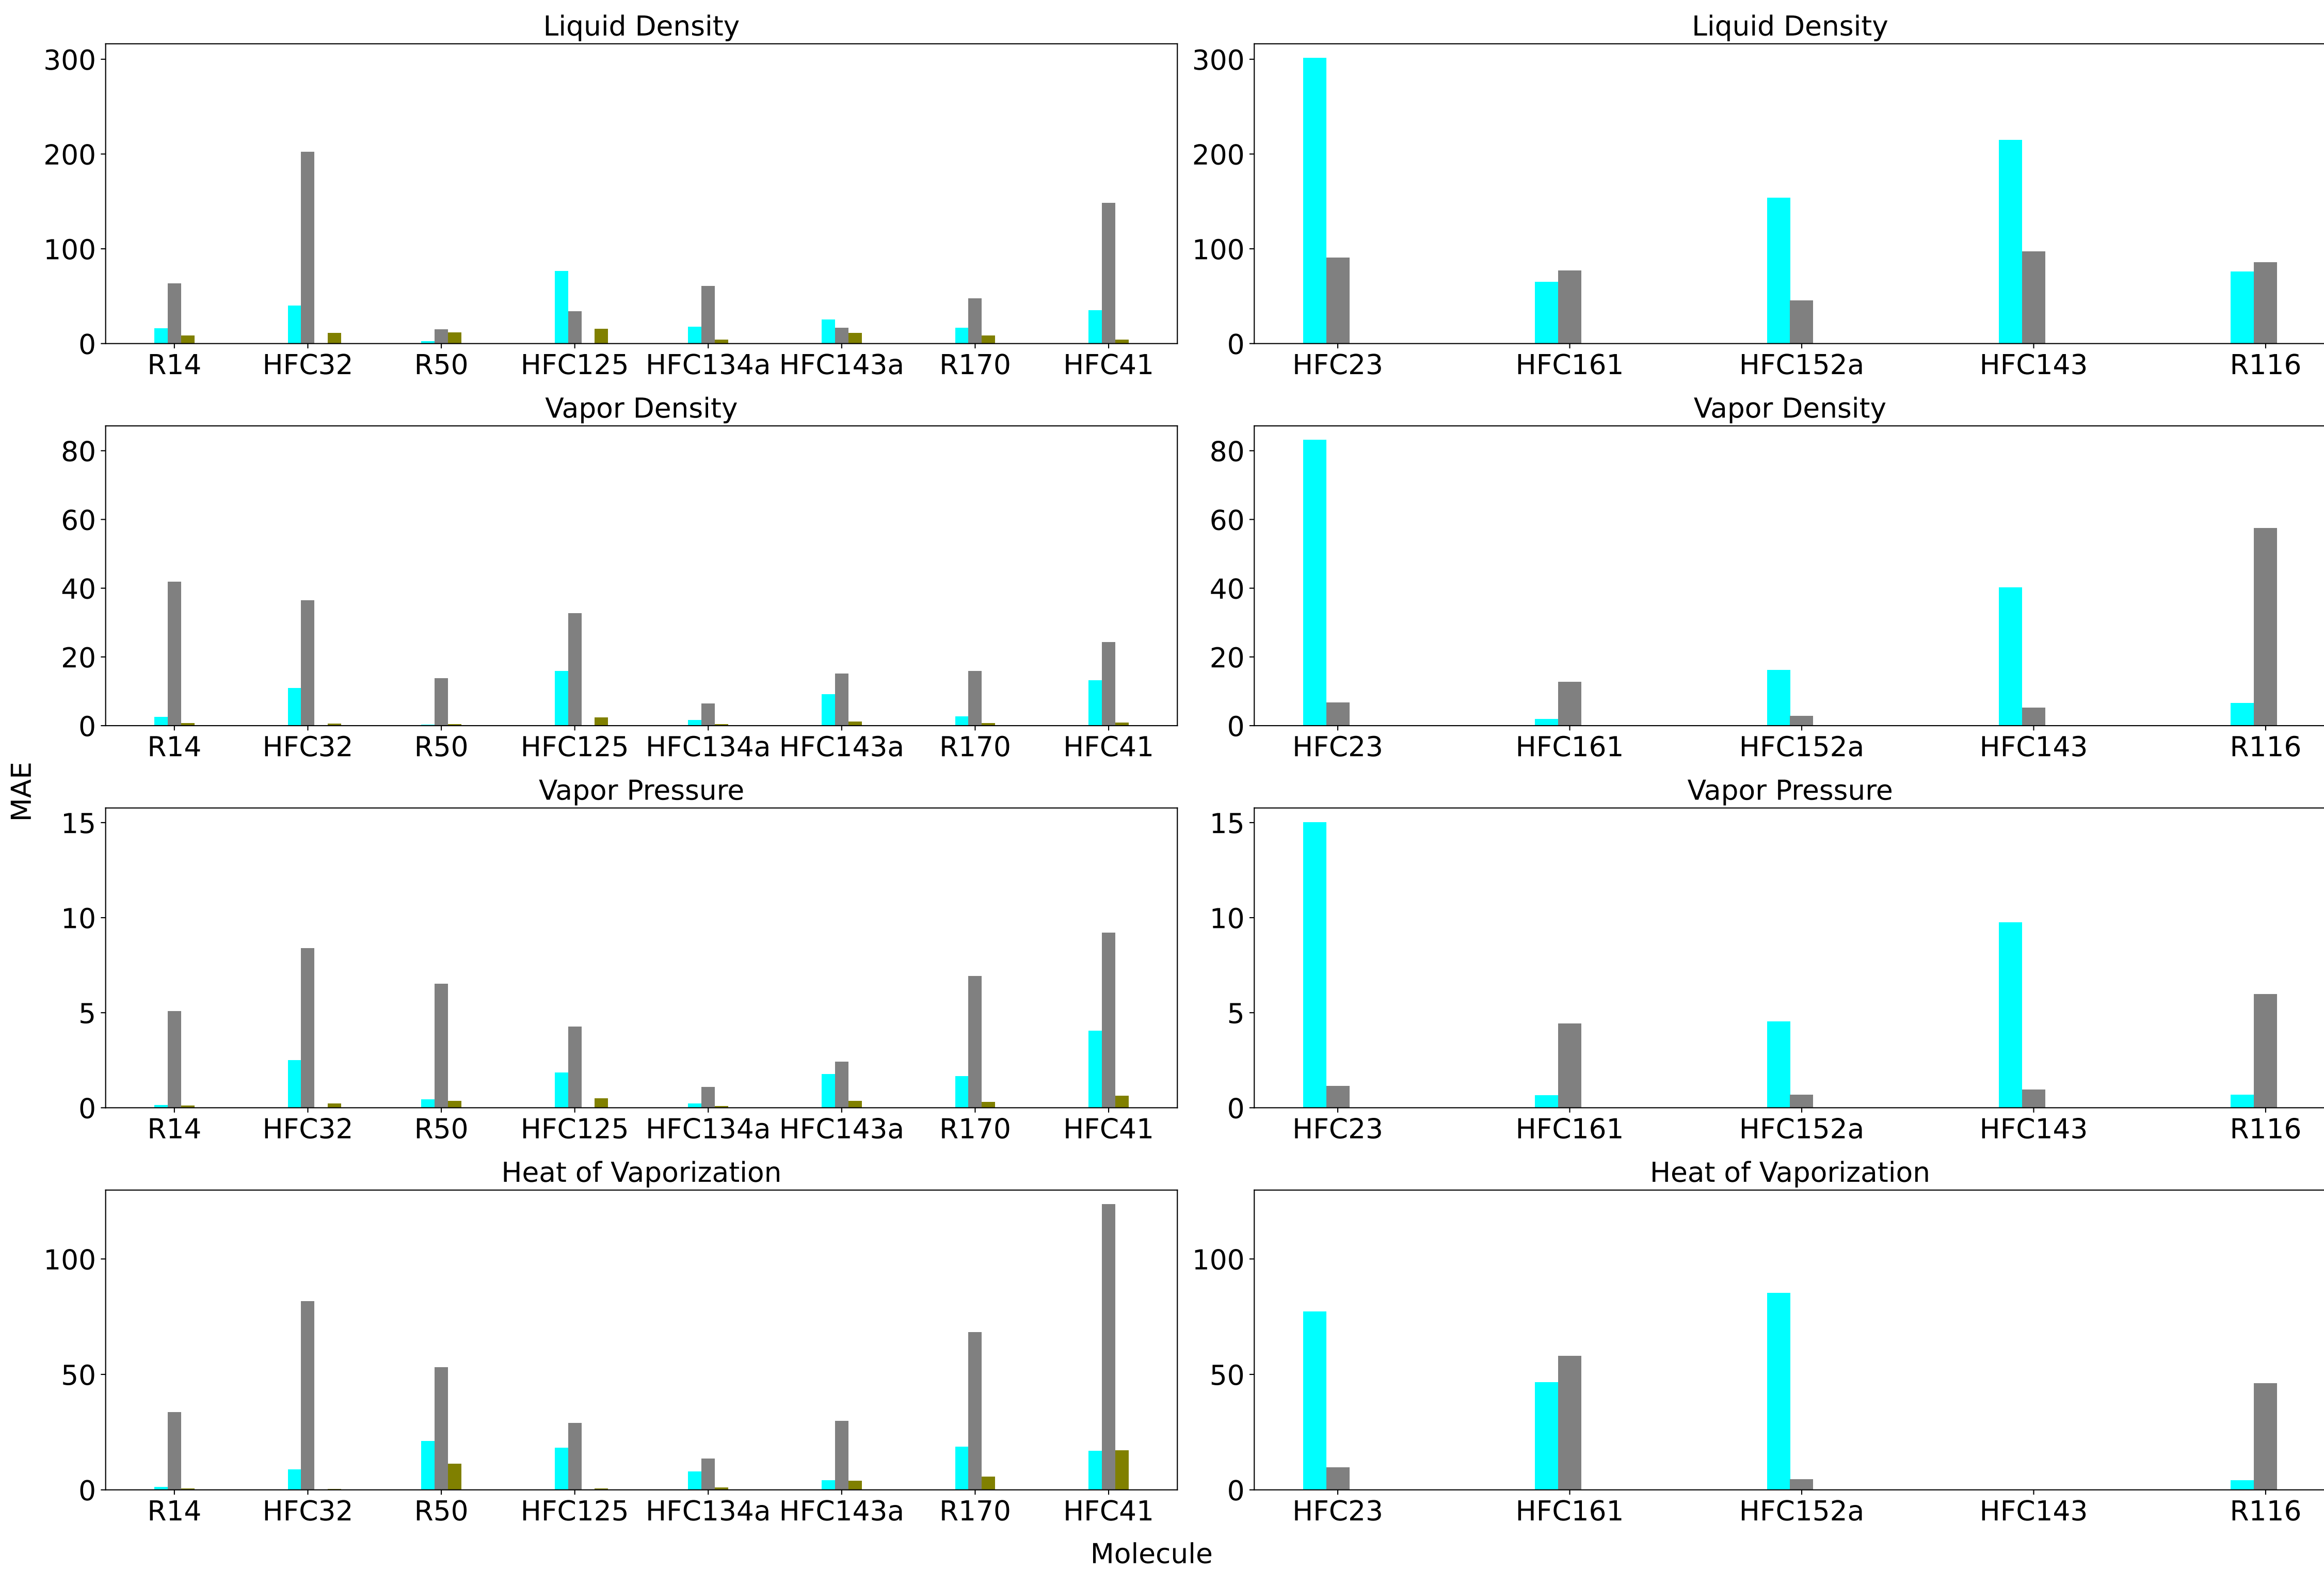 Liquid Density
300
200
100
0
R14 HFC32 R50 HFC125 HFC134a HFC143a R170 HFC41
Liquid Density
300
200
100
0
HFC23 HFC161 HFC152a HFC143 R116
Vapor Density
80
60
40
20
0
R14 HFC32 R50 HFC125 HFC134a HFC143a R170 HFC41
Vapor Density
80
60
40
20
0
HFC23 HFC161 HFC152a HFC143 R116
MAE
Vapor Pressure
15
10
5
0
R14 HFC32 R50 HFC125 HFC134a HFC143a R170 HFC41
Vapor Pressure
15
10
5
0
HFC23 HFC161 HFC152a HFC143 R116
Heat of Vaporization
100
50
0
R14 HFC32 R50 HFC125 HFC134a HFC143a R170 HFC41
Heat of Vaporization
100
50
0
HFC23 HFC161 HFC152a HFC143 R116
Molecule